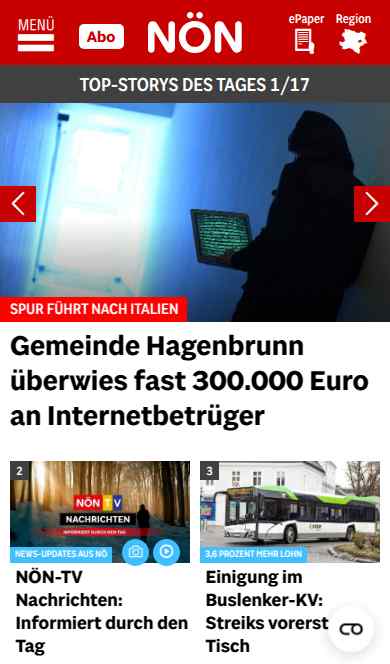 MENÜ
Abo
NÖN
ePaper
Region
TOP-STORYS DES TAGES 1/17
SPUR FÜHRT NACH ITALIEN
Gemeinde Hagenbrunn
überwies fast 300.000 Euro
an Internetbetrüger
2
NÖN TV
NACHRICHTEN
INFORMIERT DURCH DEN TAG
NEWS-UPDATES AUS NÖ
NÖN-TV
Nachrichten:
Informiert durch den
Tag
3
3,6 PROZENT MEHR LOHN
Einigung im
Buslenker-KV:
Streiks vorerst
Tisch